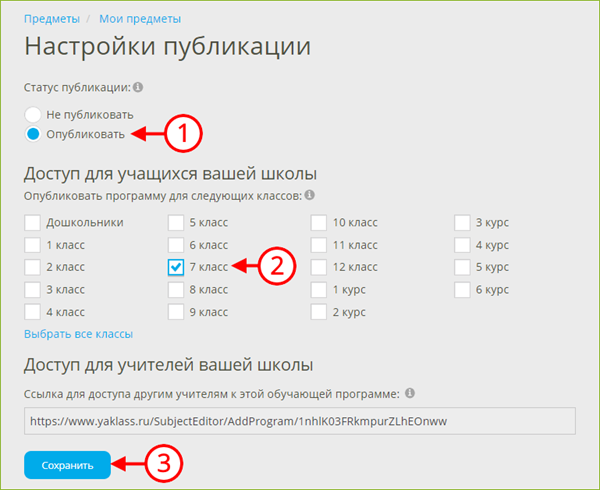 Предметы / Мои предметы
Настройки публикации
Статус публикации:
Не публиковать
Опубликовать 1
Доступ для учащихся вашей школы
Опубликовать программу для следующих классов:
Дошкольники 5 класс 10 класс 3 курс
1 класс 6 класс 11 класс 4 курс
2 класс 7 класс 2 12 класс 5 курс
3 класс 8 класс 1 курс 6 курс
4 класс 9 класс 2 курс
Выбрать все классы
Доступ для учителей вашей школы
Ссылка для доступа другим учителям к этой обучающей программе:
https://www.yaklass.ru/SubjectEditor/AddProgram/1nhlK03FRkmpurZLhEOnww
Сохранить 3